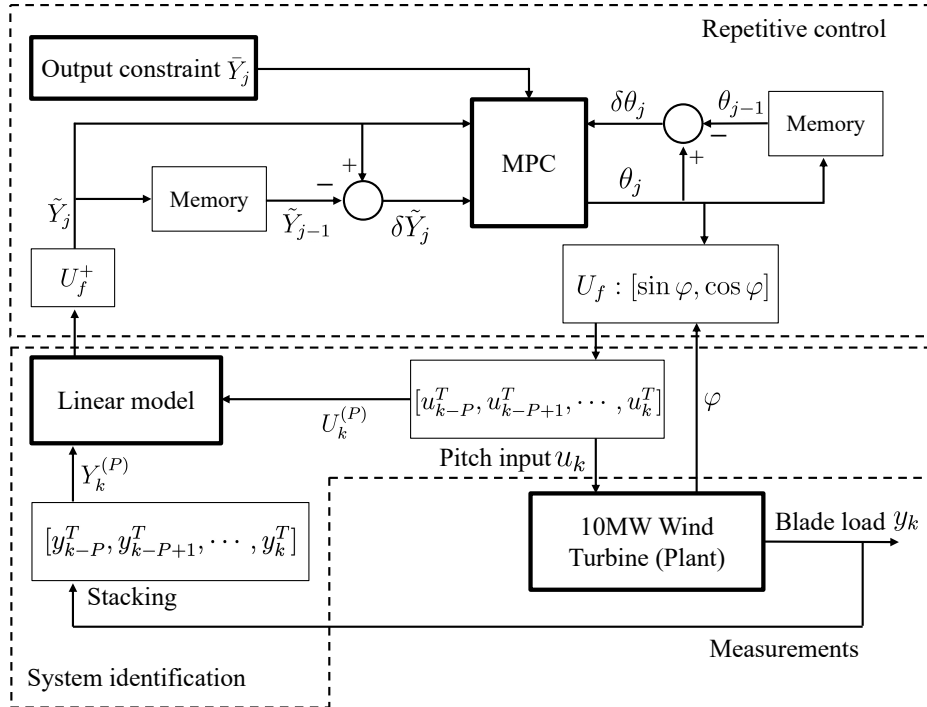 Repetitive control
Output constraint $\bar{Y}_j$
$\delta\theta_j$
$\theta_{j-1}$
−
+
Memory
MPC
$\theta_j$
+
−
$\tilde{Y}_j$
Memory
$\tilde{Y}_{j-1}$
$\delta\tilde{Y}_j$
$U_f^+$
$U_f : [\sin\varphi, \cos\varphi]$
Linear model
$U_k^{(P)}$
$[u_{k-P}^T, u_{k-P+1}^T, \cdots, u_k^T]$
$\varphi$
Pitch input $u_k$
$Y_k^{(P)}$
$[y_{k-P}^T, y_{k-P+1}^T, \cdots, y_k^T]$
Stacking
10MW Wind
Turbine (Plant)
Blade load $y_k$
Measurements
System identification